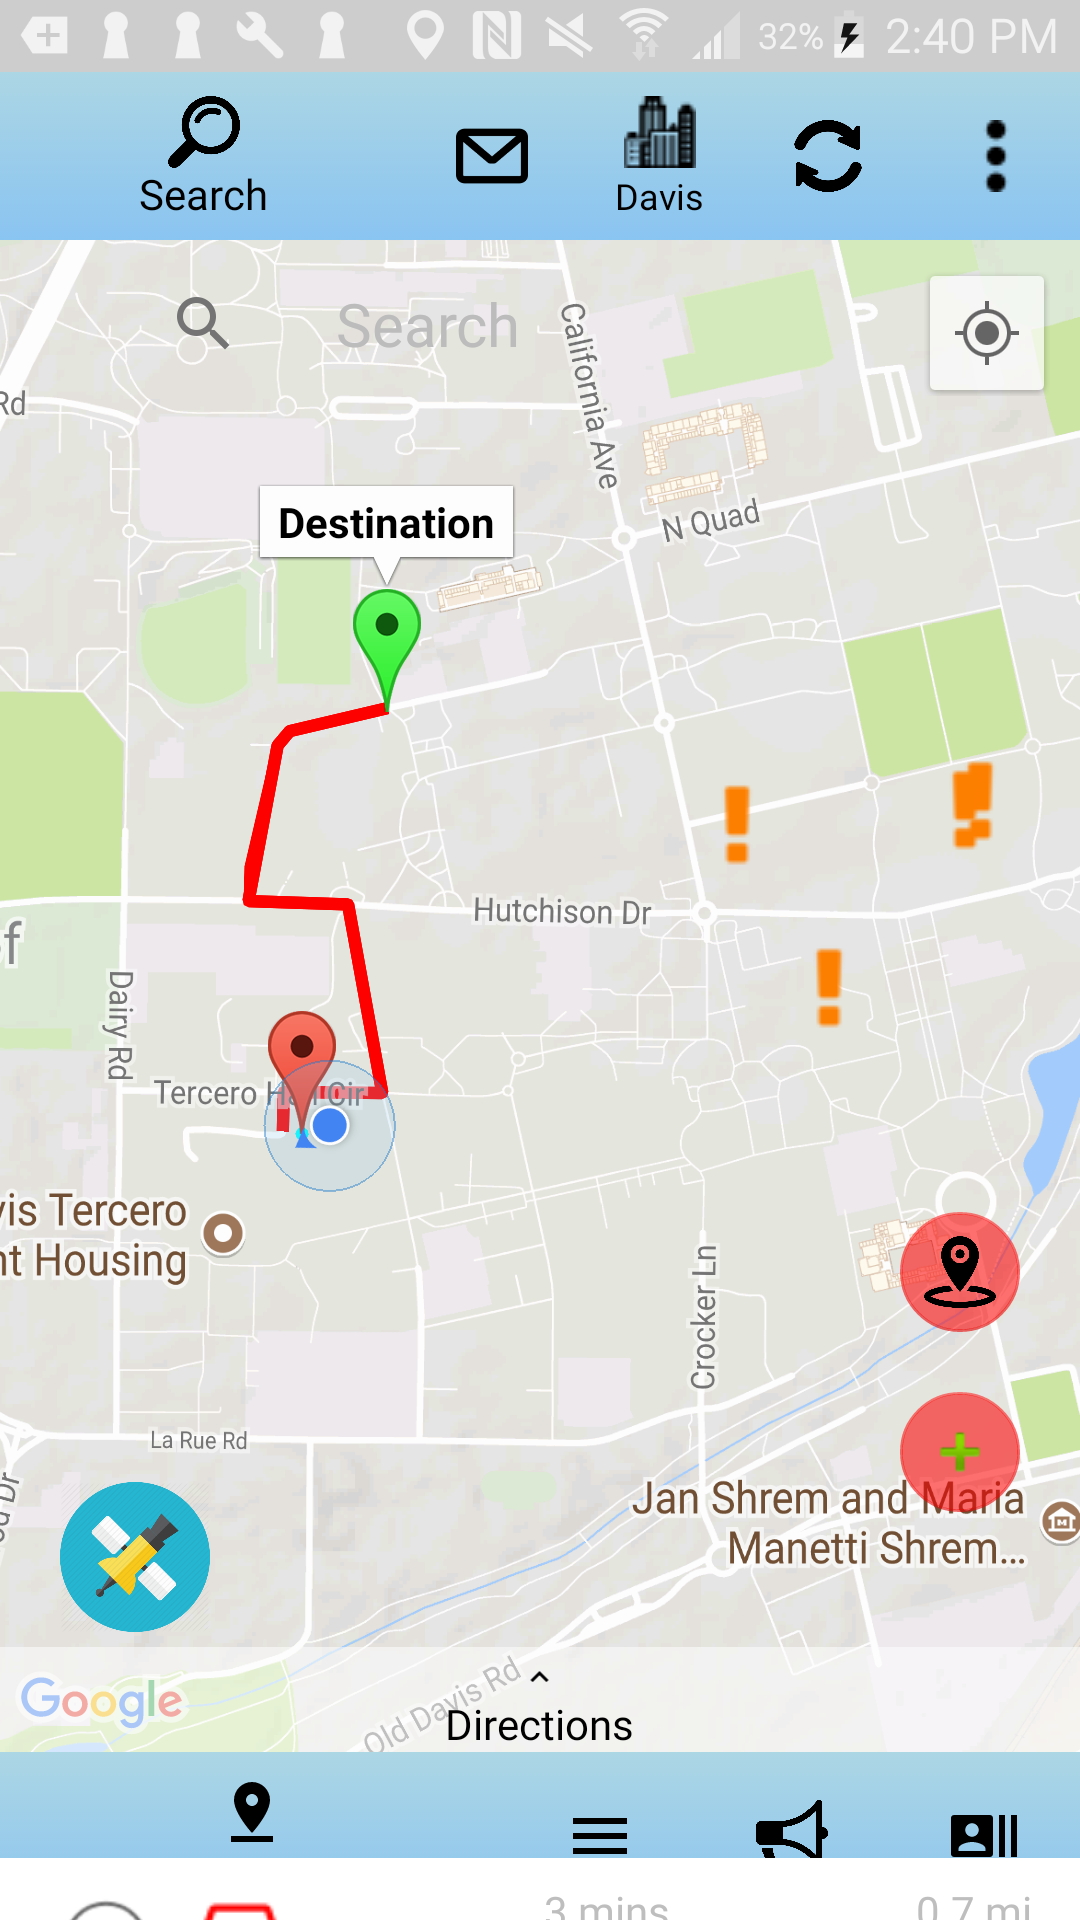 32% 2:40 PM
Search
Davis
Search
California Ave
Rd
N Quad
Destination
Hutchison Dr
f
Dairy Rd
Tercero Hall Cir
vis Tercero
nt Housing
Crocker Ln
La Rue Rd
Jan Shrem and Maria
Manetti Shrem...
Old Davis Rd
Google
Directions
3 mins
0.7 mi